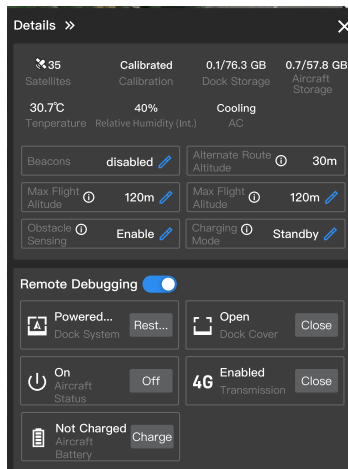 Details »
35
Satellites
Calibrated
Calibration
0.1/76.3 GB
Dock Storage
0.7/57.8 GB
Aircraft
Storage
30.7℃
Tenperature
40%
Relative Humidity (Int.)
Cooling
AC
Beacons
disabled
Alternate Route
Altitude
30m
Max Flight
Alitude
120m
Max Flight
Alitude
120m
Obstacle
Sensing
Enable
Charging
Mode
Standby
Remote Debugging
Powered...
Dock System
Rest...
Open
Dock Cover
Close
On
Aircraft
Status
Off
4G
Enabled
Transmission
Close
Not Charged
Aircraft
Battery
Charge